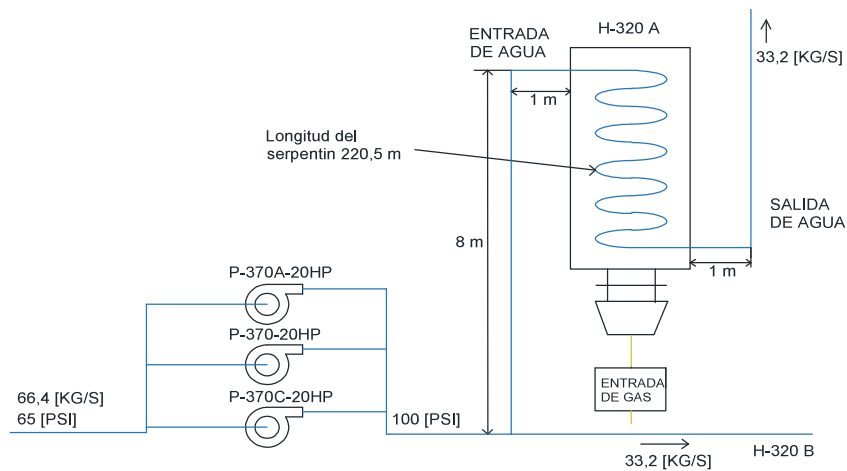 H-320 A
ENTRADA
DE AGUA
33,2 [KG/S]
1 m
Longitud del
serpentin 220,5 m
SALIDA
DE AGUA
8 m
1 m
P-370A-20HP
P-370-20HP
P-370C-20HP
66,4 [KG/S]
65 [PSI]
100 [PSI]
ENTRADA
DE GAS
33,2 [KG/S]
H-320 B